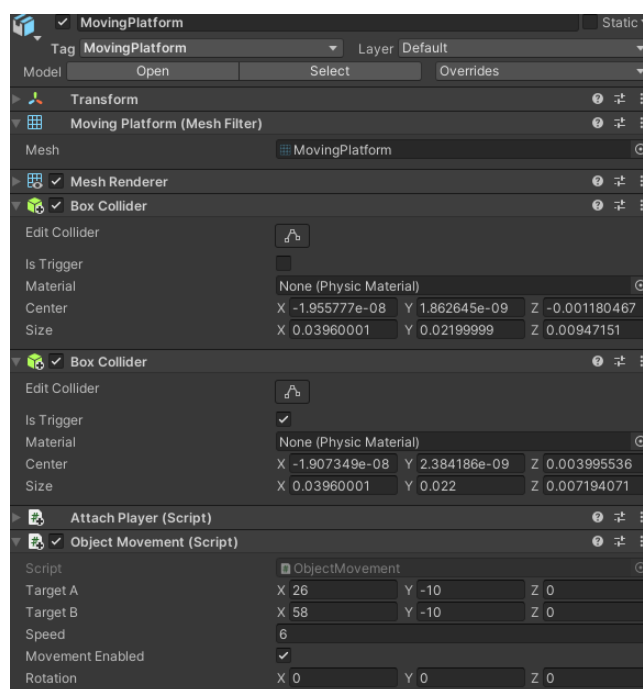 MovingPlatform Static
Tag MovingPlatform Layer Default
Model Open Select Overrides
Transform
Moving Platform (Mesh Filter)
Mesh MovingPlatform
Mesh Renderer
Box Collider
Edit Collider
Is Trigger
Material None (Physic Material)
Center X -1.955777e-08 Y 1.862645e-09 Z -0.001180467
Size X 0.03960001 Y 0.02199999 Z 0.00947151
Box Collider
Edit Collider
Is Trigger
Material None (Physic Material)
Center X -1.907349e-08 Y 2.384186e-09 Z 0.003995536
Size X 0.03960001 Y 0.022 Z 0.007194071
Attach Player (Script)
Object Movement (Script)
Script ObjectMovement
Target A X 26 Y -10 Z 0
Target B X 58 Y -10 Z 0
Speed 6
Movement Enabled
Rotation X 0 Y 0 Z 0